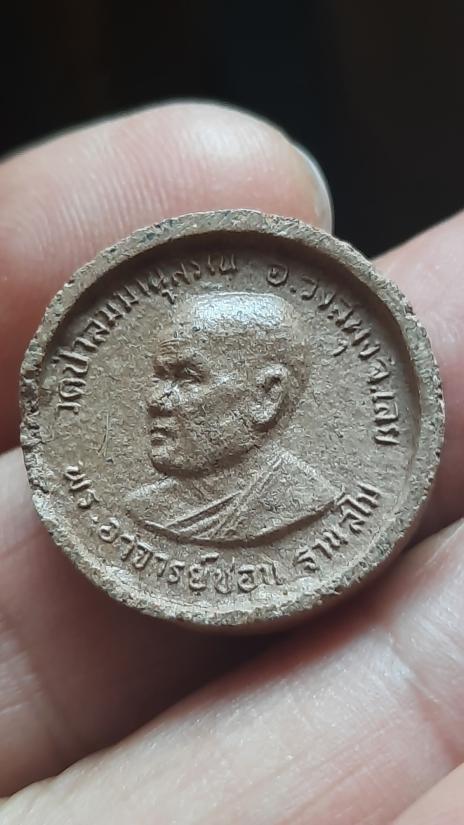 วัดป่าสัมมานุสรณ์ อ.วังสะพุง จ.เลย
พระอาจารย์ชอบ ฐานสโม